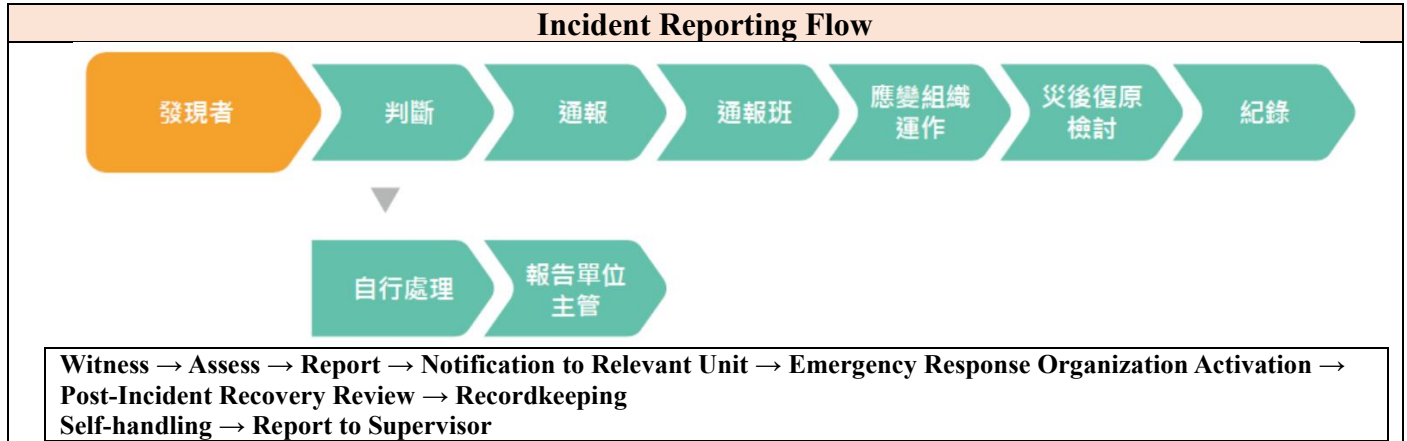 Incident Reporting Flow
發現者
判斷
通報
通報班
應變組織
運作
災後復原
檢討
紀錄
自行處理
報告單位
主管
Witness → Assess → Report → Notification to Relevant Unit → Emergency Response Organization Activation →
Post-Incident Recovery Review → Recordkeeping
Self-handling → Report to Supervisor